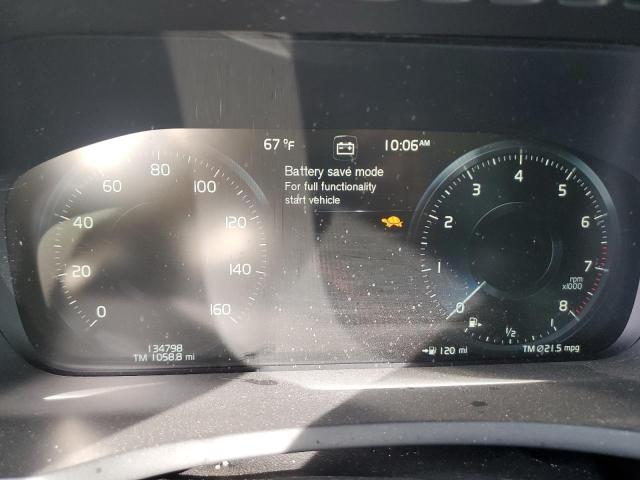 67 °F
10:06 AM
Battery save mode
For full functionality
start vehicle
0
20
40
60
80
100
120
140
160
134798
TM 1058.8 mi
0
1
2
3
4
5
6
7
8
rpm
x1000
1/2
120 mi
TM Ø21.5 mpg